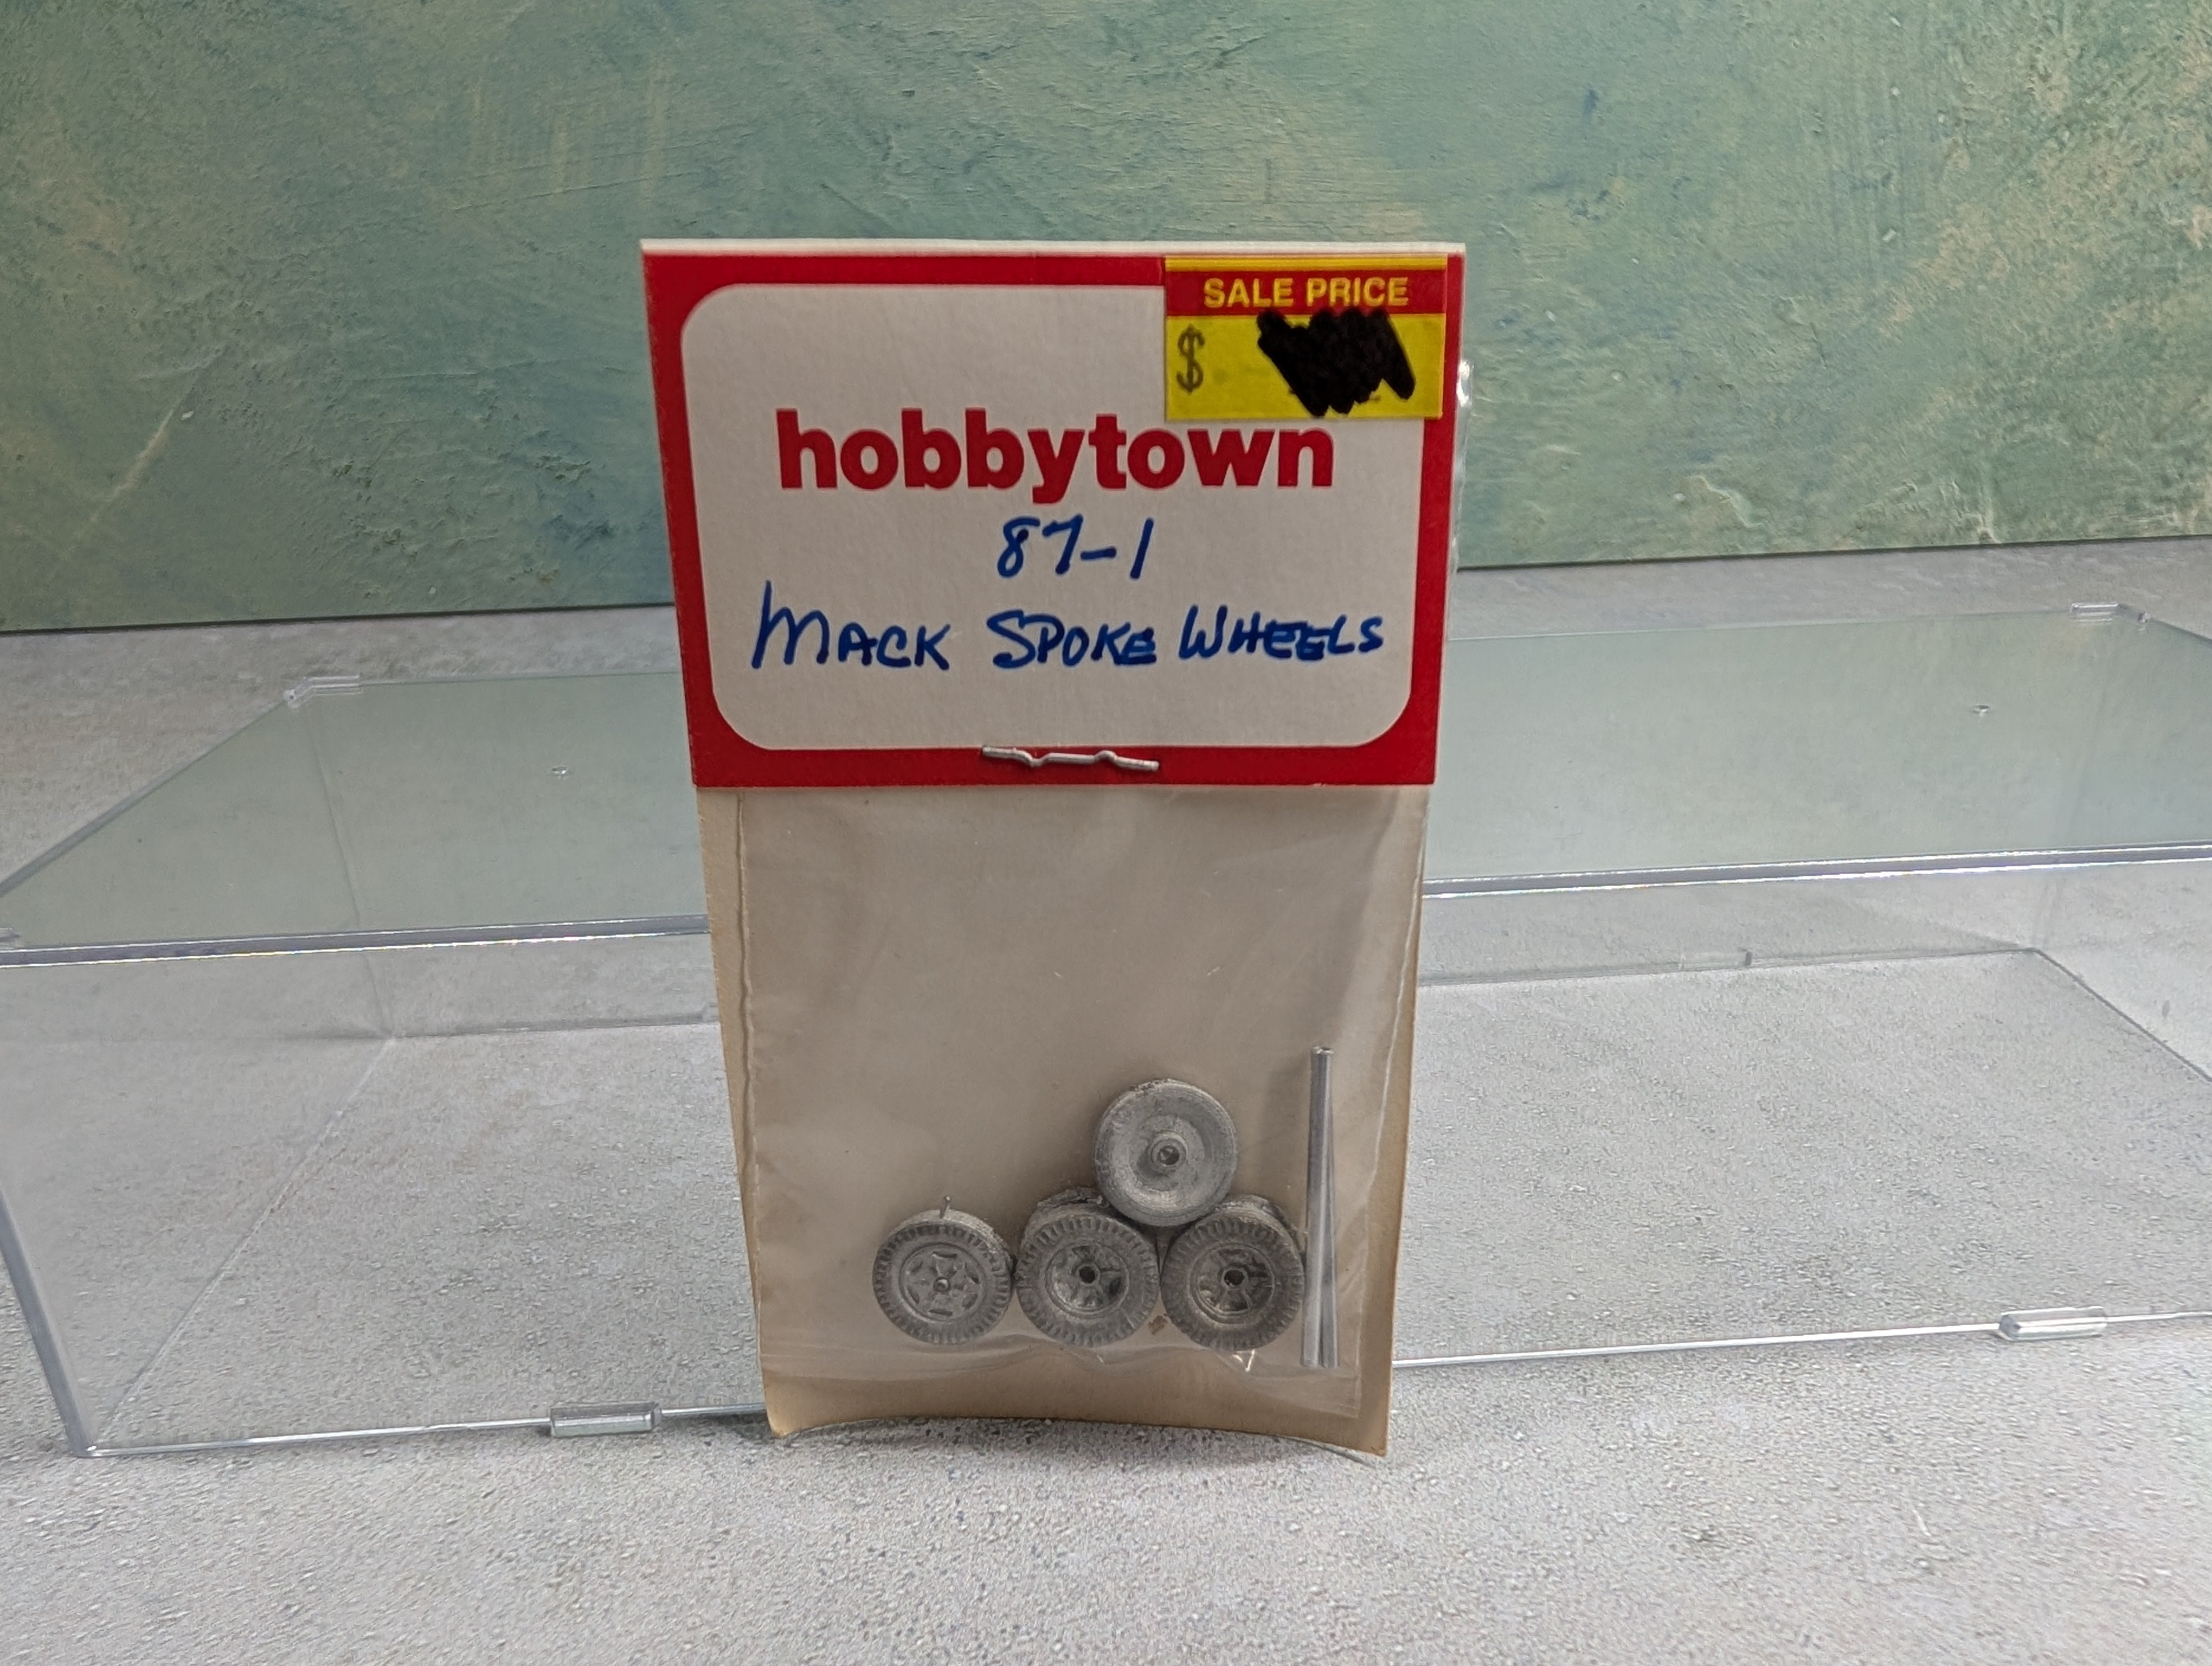 SALE PRICE
$
hobbytown
87-1
MACK SPOKE WHEELS